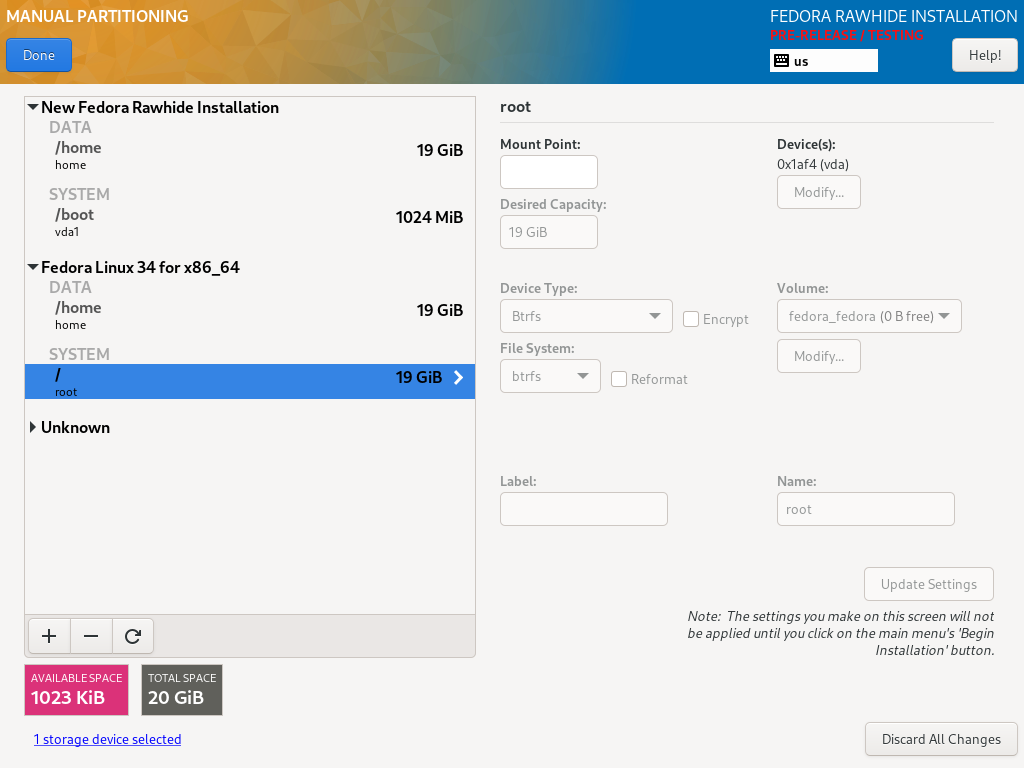 MANUAL PARTITIONING
Done
FEDORA RAWHIDE INSTALLATION
PRE-RELEASE / TESTING
us
Help!
New Fedora Rawhide Installation
DATA
/home
19 GiB
home
SYSTEM
/boot
1024 MiB
vda1
Fedora Linux 34 for x86_64
DATA
/home
19 GiB
home
SYSTEM
/
19 GiB
root
Unknown
AVAILABLE SPACE
1023 KiB
TOTAL SPACE
20 GiB
1 storage device selected
root
Mount Point:
Device(s):
0x1af4 (vda)
Modify...
Desired Capacity:
19 GiB
Device Type:
Volume:
Btrfs
Encrypt
fedora_fedora (0 B free)
File System:
Modify...
btrfs
Reformat
Label:
Name:
root
Update Settings
Note: The settings you make on this screen will not
be applied until you click on the main menu's 'Begin
Installation' button.
Discard All Changes